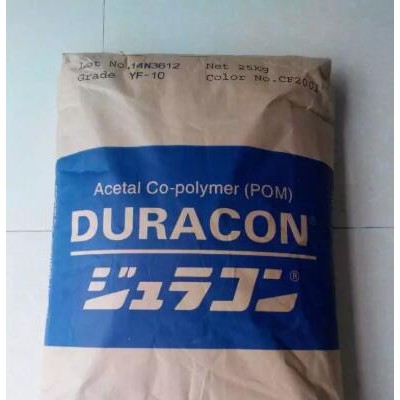 Lot No. 14N3612 Net 25kg
Grade YF-10 Color No. CF2001
Acetal Co-polymer (POM)
DURACON®
ジュラコン®